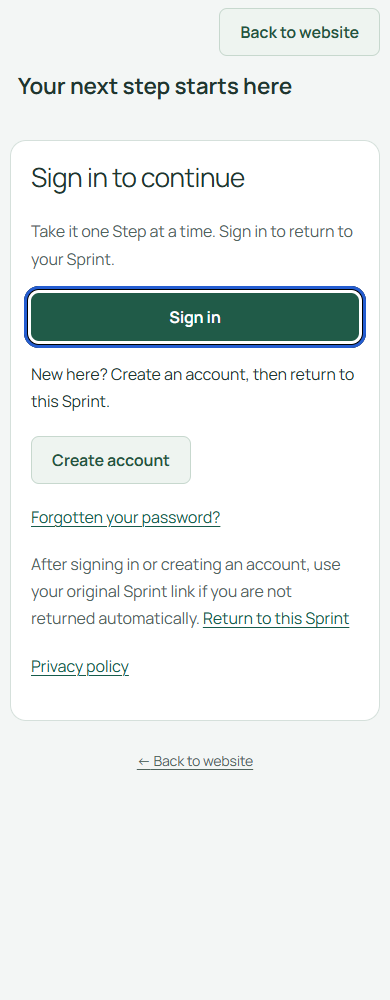 Back to website
Your next step starts here
Sign in to continue
Take it one Step at a time. Sign in to return to
your Sprint.
Sign in
New here? Create an account, then return to
this Sprint.
Create account
Forgotten your password?
After signing in or creating an account, use
your original Sprint link if you are not
returned automatically. Return to this Sprint
Privacy policy
← Back to website